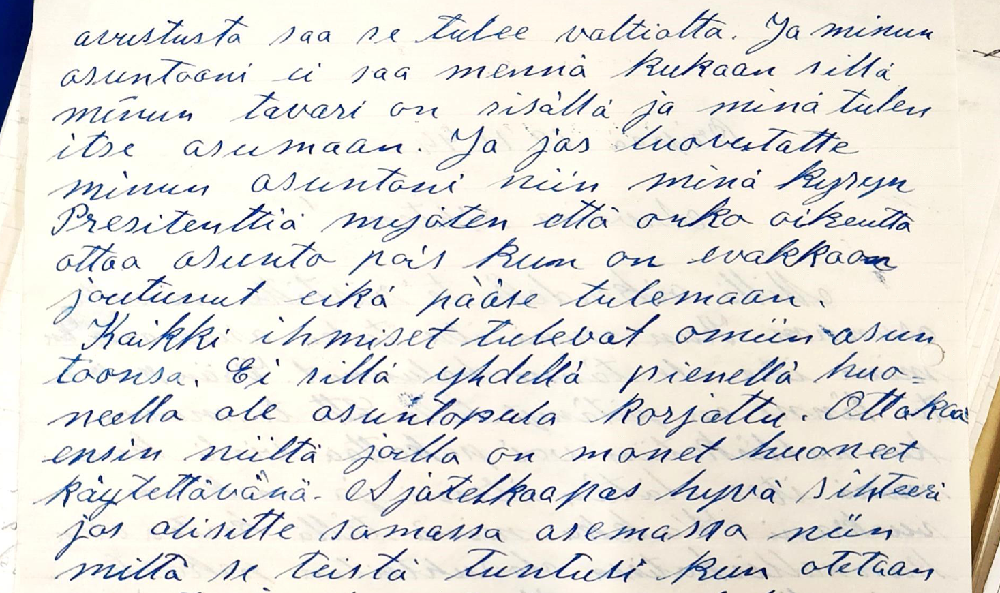 avustusta saa se tulee valtiolta. Ja minun
asuntooni ei saa mennä kukaan sillä
minun tavari on sisällä ja minä tulen
itse asumaan. Ja jos luovutatte
minun asuntoni niin minä kysyn
Presitenttiä myöten että onko oikeutta
ottaa asunto pois kun on evakkaan
joutunut eikä pääse tulemaan.
Kaikki ihmiset tulevat omiin asun
toonsa. Ei sillä yhdellä pienellä huo=
neella ole asuntopula korjattu. Ottakaa
ensin niiltä joilla on monet huoneet
käytettävänä. Ajatelkaapas hyvä sihteeri
jos olisitte samassa asemassa niin
miltä se teistä tuntusi kun otetaan